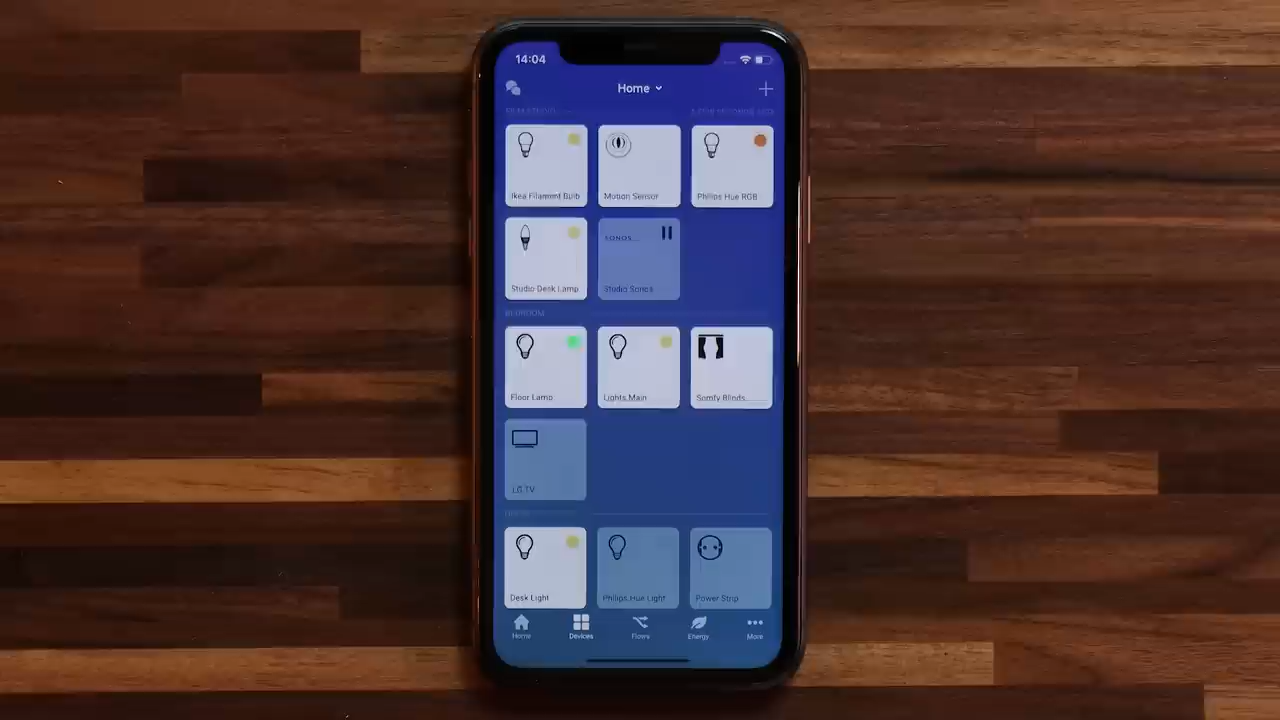 14:04
Home
Ikea Filament Bulb
Motion Sensor
Philips Hue RGB
SONOS
Studio Desk Lamp
Studio Sonos
BEDROOM
Floor Lamp
Lights Main
Somfy Blinds
LG TV
Desk Light
Philips Hue Light
Power Strip
Home
Devices
Flows
Energy
More